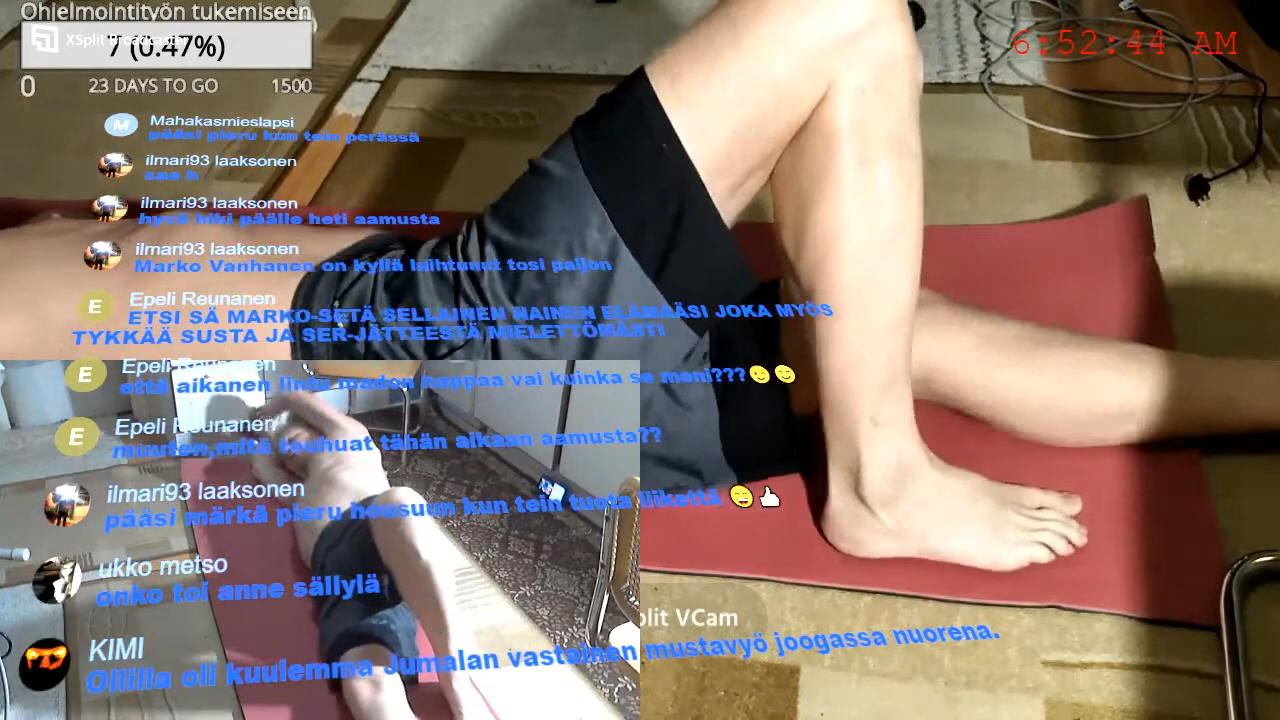 Ohjelmointityön tukemiseen
XSplit Broadcaster
7 (0.47%)
0 23 DAYS TO GO 1500
6:52:44 AM
M Mahakasmieslapsi
pääsi pieru kun tein perässä
ilmari93 laaksonen
saa h
ilmari93 laaksonen
hyvä hiki päälle heti aamusta
ilmari93 laaksonen
Marko Vanhanen on kyllä laihtunut tosi paljon
E Epeli Reunanen
ETSI SÄ MARKO-SETÄ SELLAINEN NAINEN ELÄMÄÄSI JOKA MYÖS
TYKKÄÄ SUSTA JA SER-JÄTTEESTÄ MIELETTÖMÄSTI
E Epeli Reunanen
että aikanen lintu madon nappaa vai kuinka se meni???😉😊
E Epeli Reunanen
muuten,mitä touhuat tähän aikaan aamusta??
ilmari93 laaksonen
pääsi märkä pieru housuun kun tein tuota liikettä 😄👍
ukko metso
onko toi anne sällylä
plit VCam
KIMI
Ollilla oli kuulemma Jumalan vastainen mustavyö joogassa nuorena.